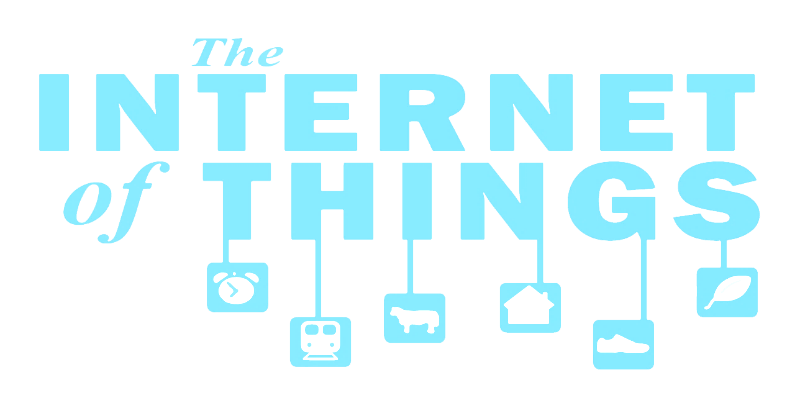 The
INTERNET
of THINGS